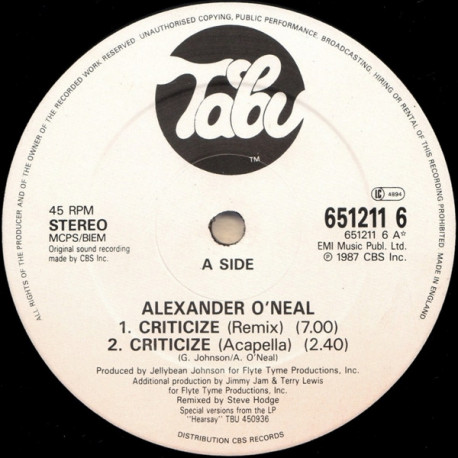 ALL RIGHTS OF THE PRODUCER AND OF THE OWNER OF THE RECORDED WORK RESERVED. UNAUTHORISED COPYING, PUBLIC PERFORMANCE, BROADCASTING, HIRING OR RENTAL OF THIS RECORDING PROHIBITED. MADE IN ENGLAND
Tabu
TM
45 RPM
STEREO
MCPS/BIEM
Original sound recording
made by CBS Inc.
A SIDE
LC 4894
651211 6
651211 6 A*
EMI Music Publ. Ltd.
℗ 1987 CBS Inc.
ALEXANDER O'NEAL
1. CRITICIZE (Remix) (7.00)
2. CRITICIZE (Acapella) (2.40)
(G. Johnson/A. O'Neal)
Produced by Jellybean Johnson for Flyte Tyme Productions, Inc.
Additional production by Jimmy Jam & Terry Lewis
for Flyte Tyme Productions, Inc.
Remixed by Steve Hodge
Special versions from the LP
"Hearsay" TBU 450936
DISTRIBUTION CBS RECORDS